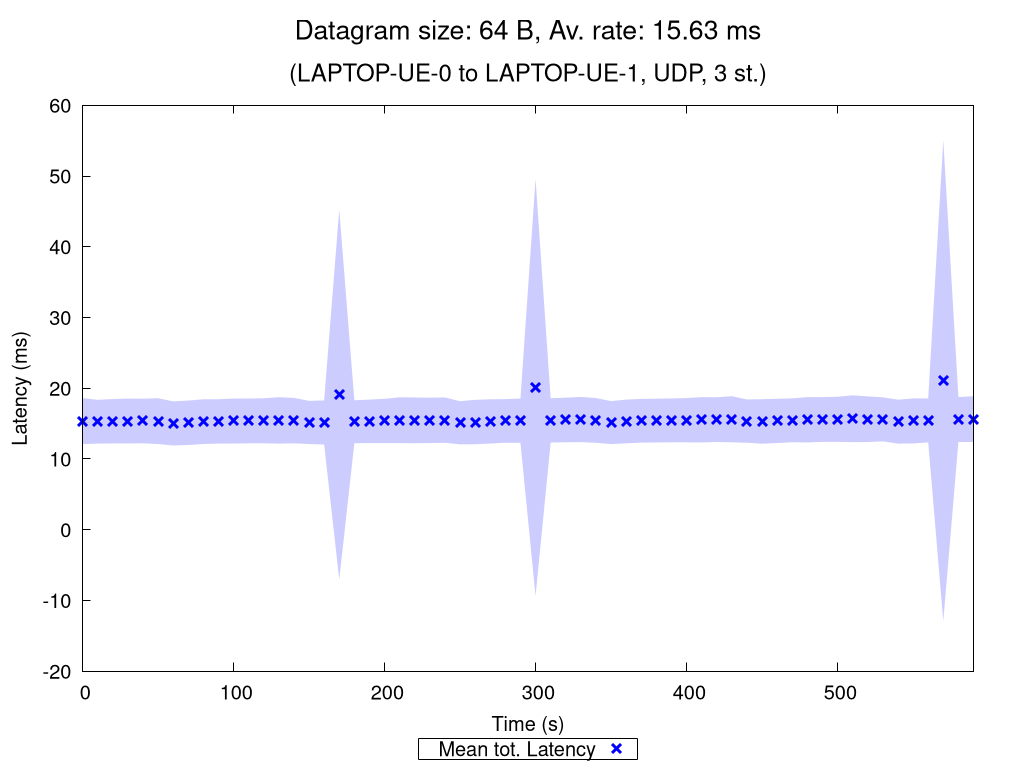 Datagram size: 64 B, Av. rate: 15.63 ms
(LAPTOP-UE-0 to LAPTOP-UE-1, UDP, 3 st.)
60
50
40
30
20
10
0
-10
-20
Latency (ms)
0 100 200 300 400 500
Time (s)
Mean tot. Latency